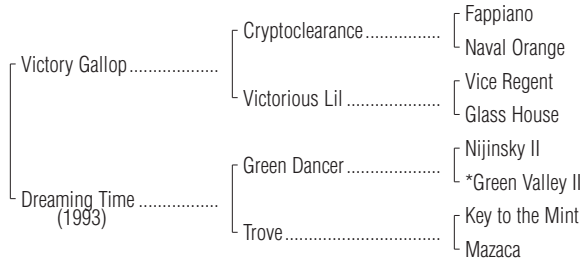 Fappiano
Cryptoclearance..................
Naval Orange
Victory Gallop.....................
Vice Regent
Victorious Lil ......................
Glass House
Nijinsky II
Green Dancer ......................
*Green Valley II
Dreaming Time ..................
(1993)
Key to the Mint
Trove.....................................
Mazaca